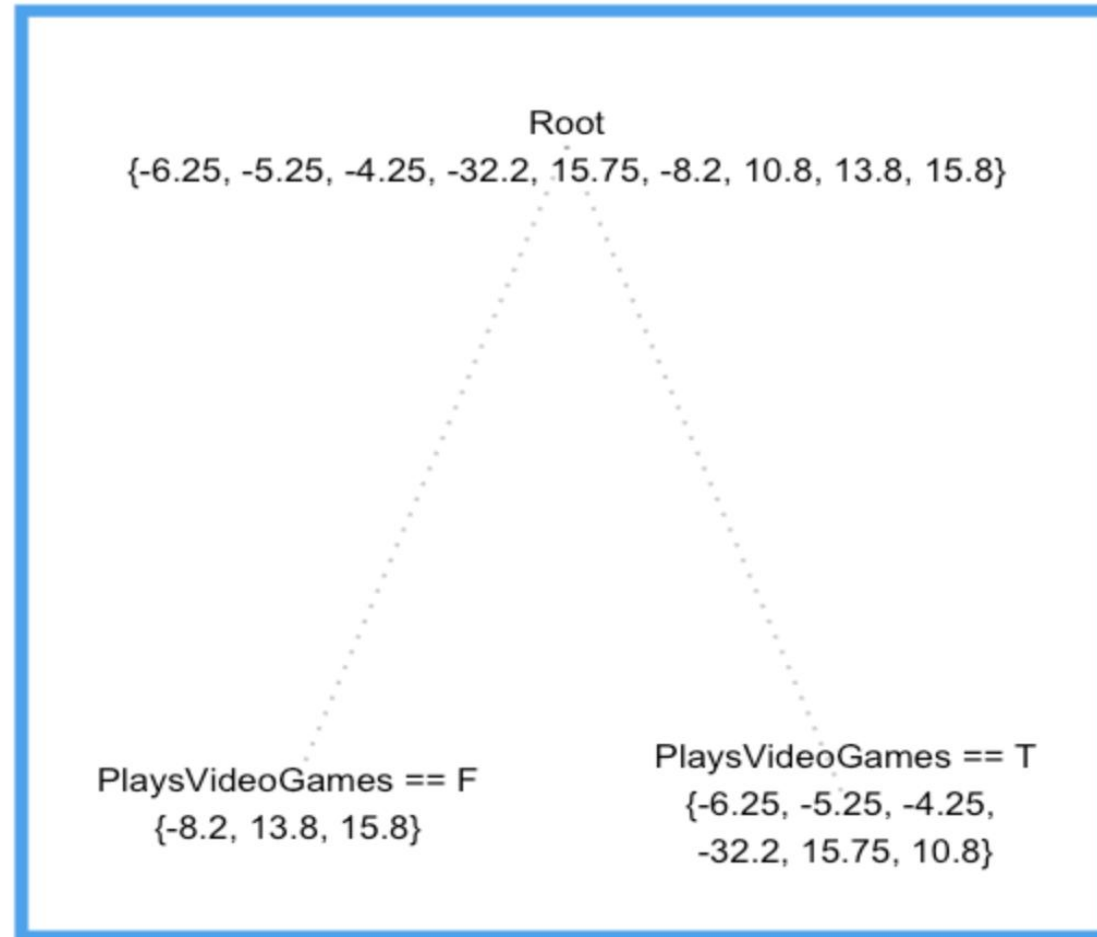 Root
{-6.25, -5.25, -4.25, -32.2, 15.75, -8.2, 10.8, 13.8, 15.8}
PlaysVideoGames == F
{-8.2, 13.8, 15.8}
PlaysVideoGames == T
{-6.25, -5.25, -4.25,
-32.2, 15.75, 10.8}